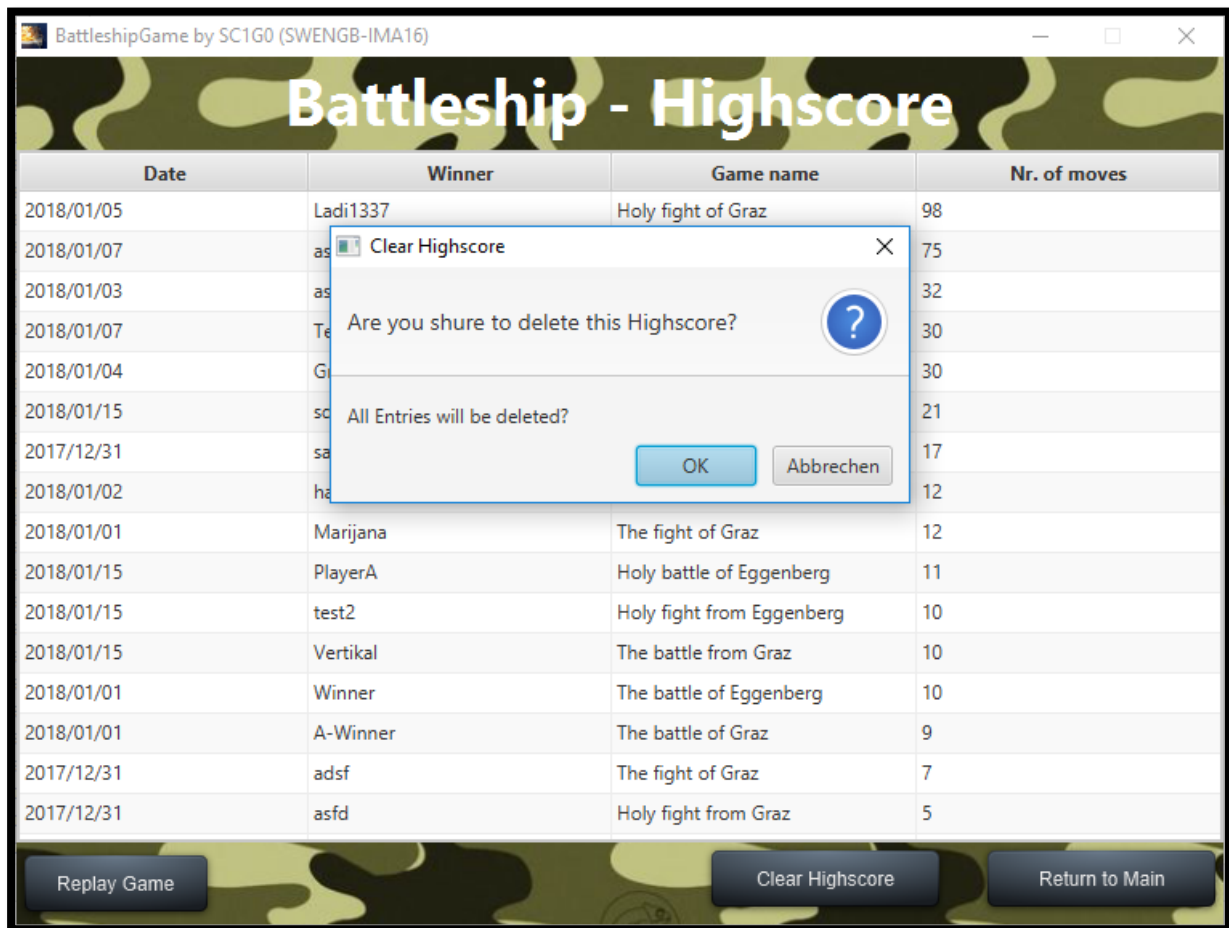 BattleshipGame by SC1G0 (SWENGB-IMA16)
Battleship - Highscore
Date Winner Game name Nr. of moves
2018/01/05 Ladi1337 Holy fight of Graz 98
2018/01/07 as 75
2018/01/03 as 32
2018/01/07 Te 30
2018/01/04 30
2018/01/15 21
2017/12/31 sa 17
2018/01/02 ha 12
Clear Highscore
Are you shure to delete this Highscore?
All Entries will be deleted?
OK Abbrechen
2018/01/01 Marijana The fight of Graz 12
2018/01/15 PlayerA Holy battle of Eggenberg 11
2018/01/15 test2 Holy fight from Eggenberg 10
2018/01/15 Vertikal The battle from Graz 10
2018/01/01 Winner The battle of Eggenberg 10
2018/01/01 A-Winner The battle of Graz 9
2017/12/31 adsf The fight of Graz 7
2017/12/31 asfd Holy fight from Graz 5
Replay Game Clear Highscore Return to Main